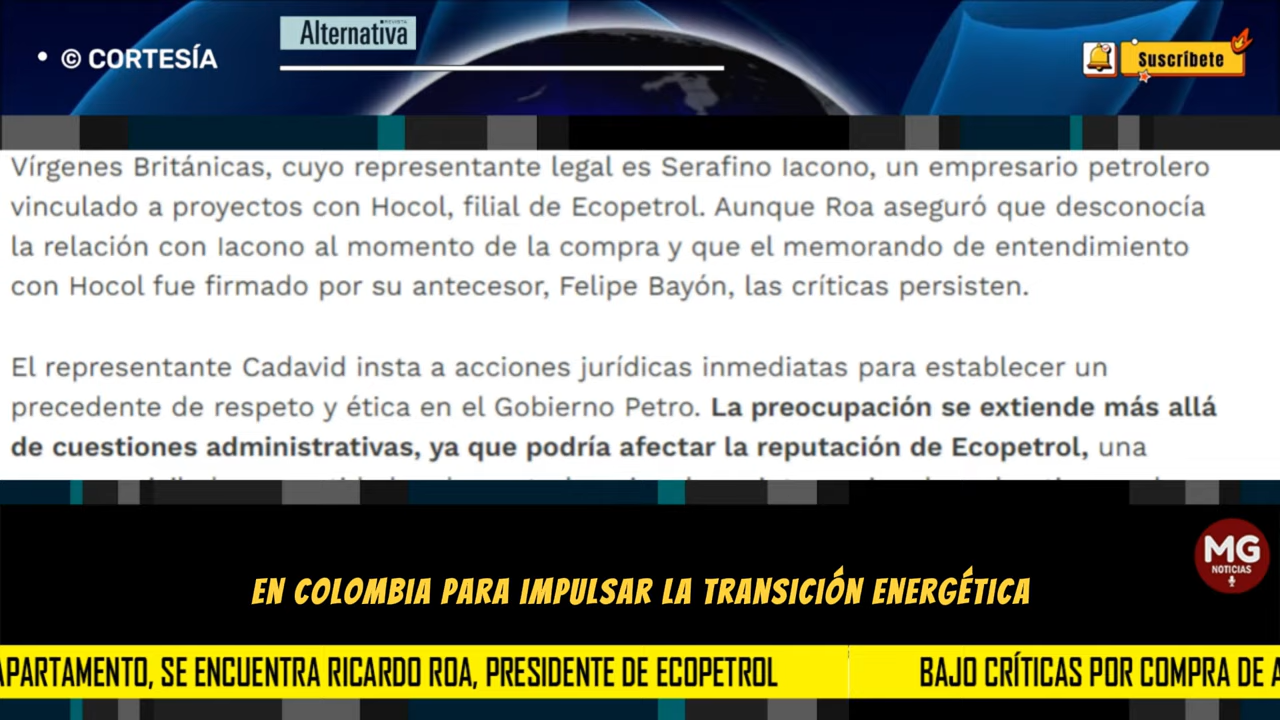 • © CORTESÍA
REVISTA
Alternativa
Suscríbete
Vírgenes Británicas, cuyo representante legal es Serafino Iacono, un empresario petrolero
vinculado a proyectos con Hocol, filial de Ecopetrol. Aunque Roa aseguró que desconocía
la relación con Iacono al momento de la compra y que el memorando de entendimiento
con Hocol fue firmado por su antecesor, Felipe Bayón, las críticas persisten.
El representante Cadavid insta a acciones jurídicas inmediatas para establecer un
precedente de respeto y ética en el Gobierno Petro. La preocupación se extiende más allá
de cuestiones administrativas, ya que podría afectar la reputación de Ecopetrol, una
MG
NOTICIAS
EN COLOMBIA PARA IMPULSAR LA TRANSICIÓN ENERGÉTICA
APARTAMENTO, SE ENCUENTRA RICARDO ROA, PRESIDENTE DE ECOPETROL BAJO CRÍTICAS POR COMPRA DE A